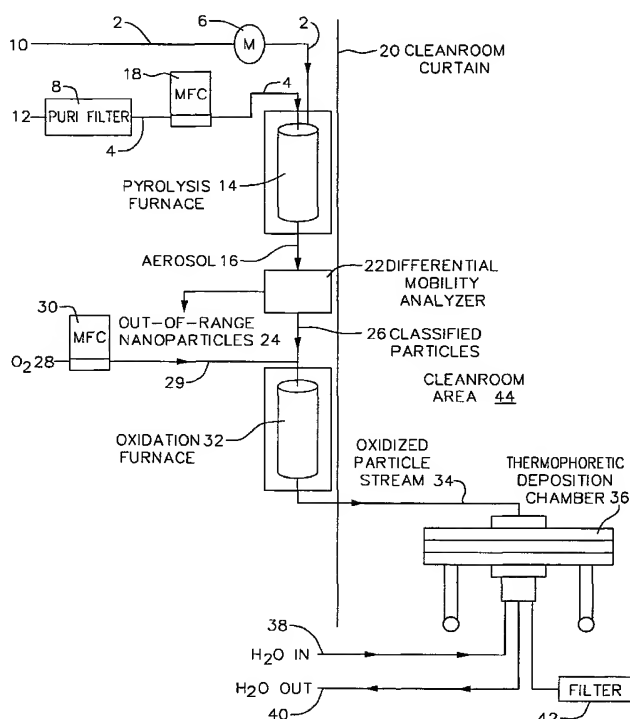 10
2
6
M
2
20 CLEANROOM
CURTAIN
18
MFC
4
8
12
PURI FILTER
4
PYROLYSIS 14
FURNACE
AEROSOL 16
22 DIFFERENTIAL
MOBILITY
ANALYZER
30
MFC
OUT-OF-RANGE
NANOPARTICLES 24
26 CLASSIFIED
PARTICLES
O2 28
29
CLEANROOM
AREA 44
OXIDATION 32
FURNACE
OXIDIZED
PARTICLE
STREAM 34
THERMOPHORETIC
DEPOSITION
CHAMBER 36
38
H2O IN
H2O OUT
40
FILTER
42